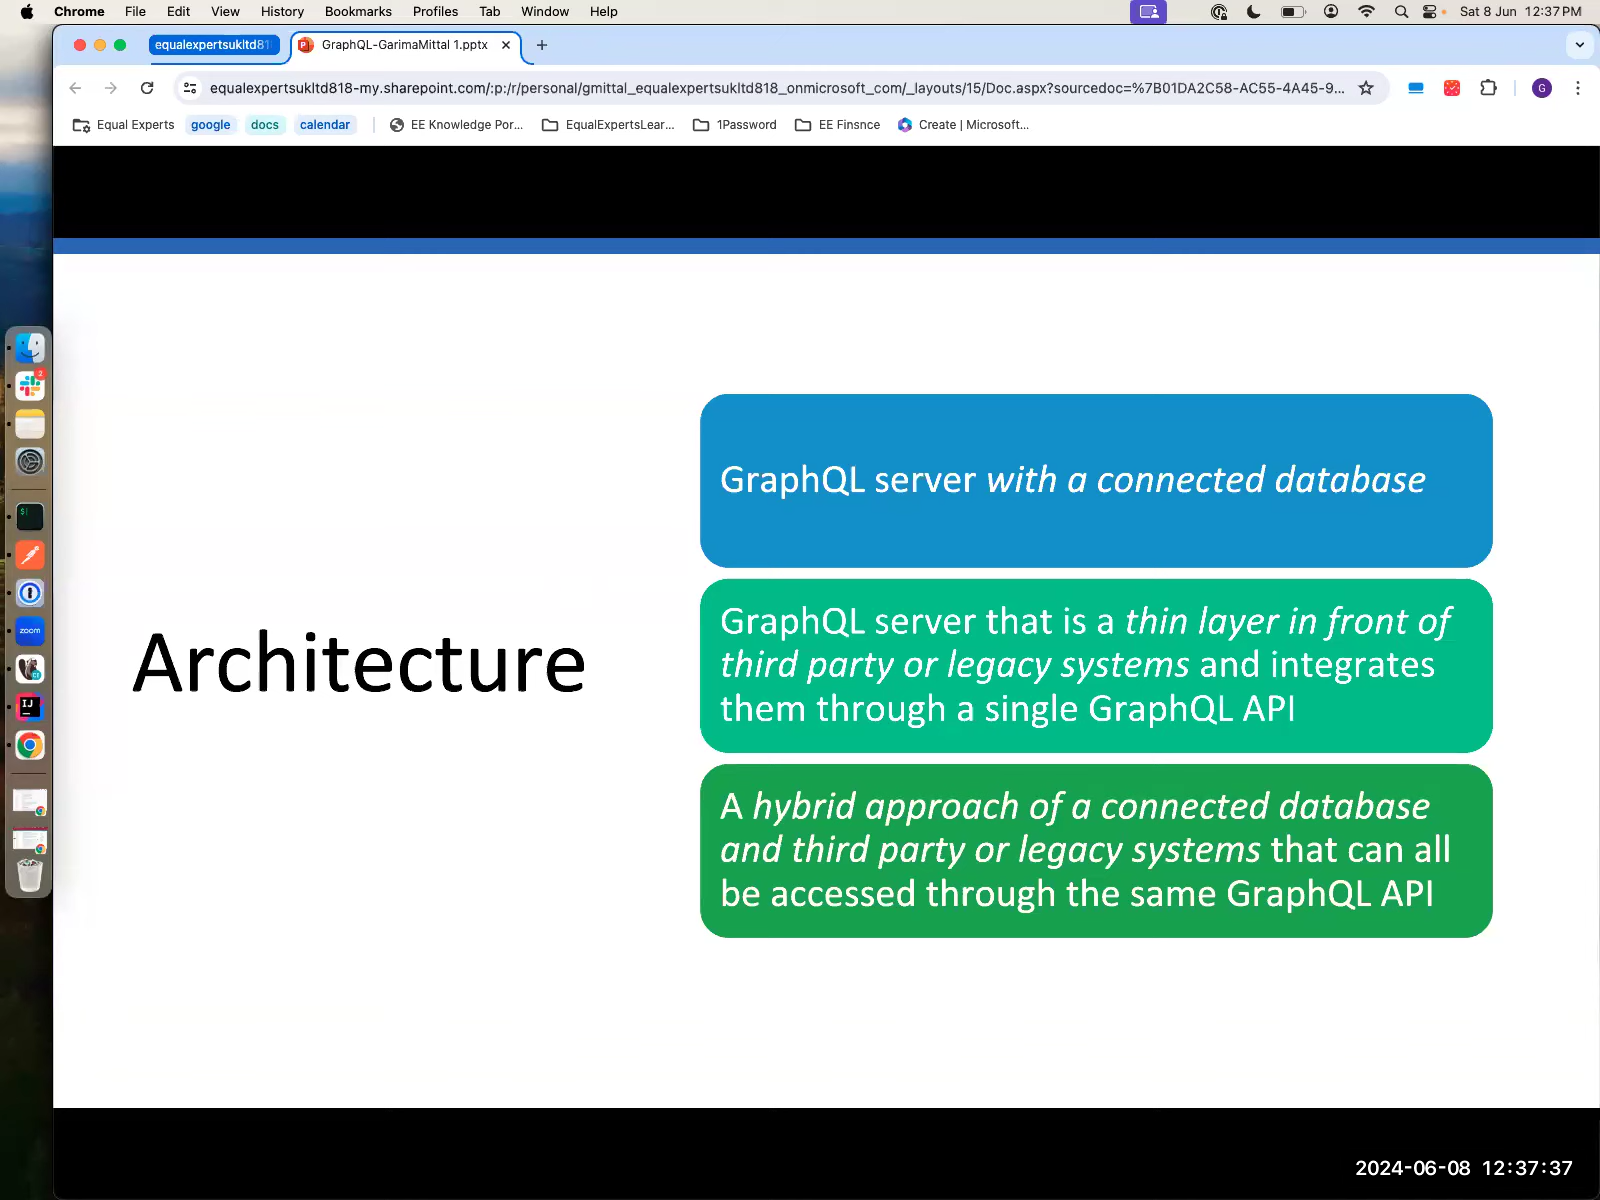 Chrome File Edit View History Bookmarks Profiles Tab Window Help Sat 8 Jun 12:37 PM
equalexpertsukltd81 GraphQL-GarimaMittal 1.pptx
equalexpertsukltd818-my.sharepoint.com/:p:/r/personal/gmittal_equalexpertsukltd818_onmicrosoft_com/_layouts/15/Doc.aspx?sourcedoc=%7B01DA2C58-AC55-4A45-9... G
Equal Experts google docs calendar EE Knowledge Por... EqualExpertsLear... 1Password EE Finsnce Create | Microsoft...
GraphQL server with a connected database
Architecture
GraphQL server that is a thin layer in front of
third party or legacy systems and integrates
them through a single GraphQL API
A hybrid approach of a connected database
and third party or legacy systems that can all
be accessed through the same GraphQL API
2
zoom
IJ
2024-06-08 12:37:37